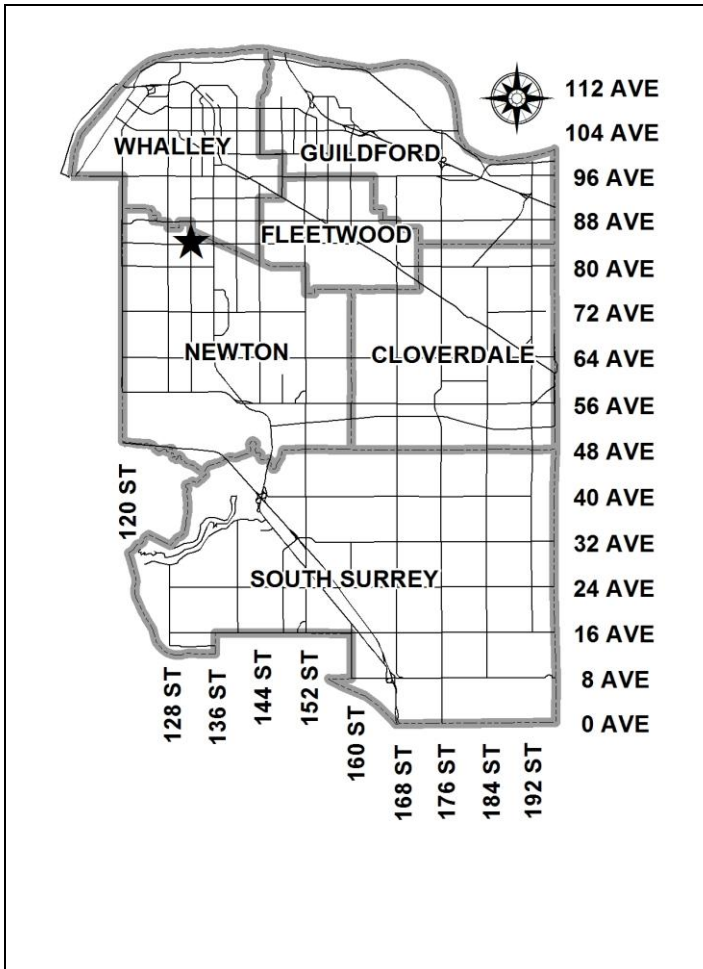 112 AVE
104 AVE
WHALLEY
GUILDFORD
96 AVE
88 AVE
FLEETWOOD
80 AVE
72 AVE
NEWTON
CLOVERDALE
64 AVE
56 AVE
48 AVE
120 ST
40 AVE
32 AVE
SOUTH SURREY
24 AVE
16 AVE
8 AVE
0 AVE
128 ST
136 ST
144 ST
152 ST
160 ST
168 ST
176 ST
184 ST
192 ST